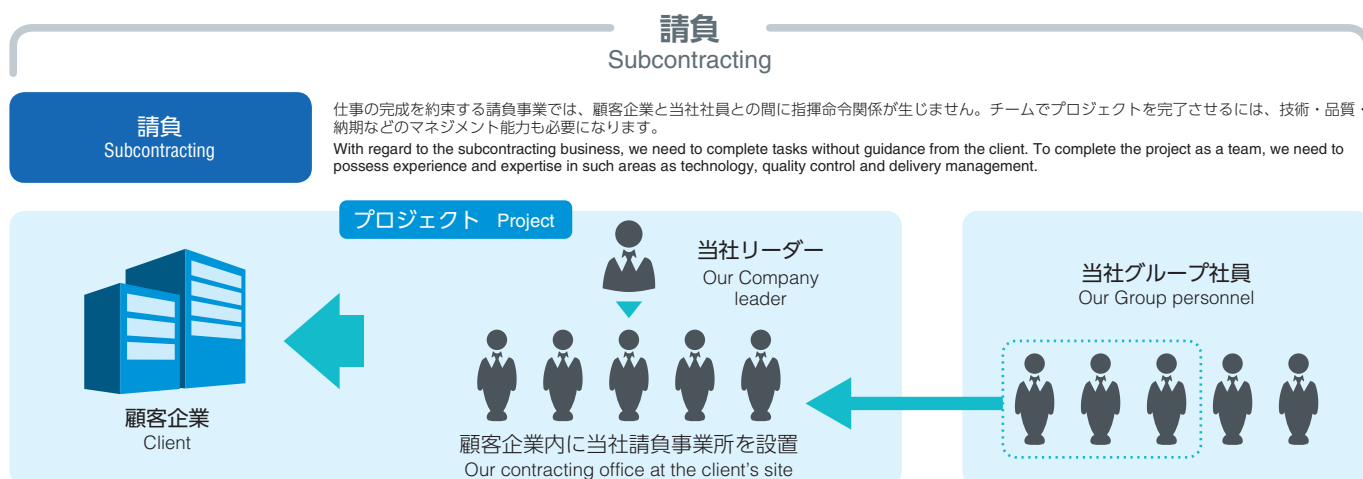 請負
Subcontracting
請負
Subcontracting
仕事の完成を約束する請負事業では、顧客企業と当社社員との間に指揮命令関係が生じません。チームでプロジェクトを完了させるには、技術・品質・
納期などのマネジメント能力も必要になります。
With regard to the subcontracting business, we need to complete tasks without guidance from the client. To complete the project as a team, we need to
possess experience and expertise in such areas as technology, quality control and delivery management.
プロジェクト Project
当社リーダー
Our Company
leader
顧客企業
Client
顧客企業内に当社請負事業所を設置
Our contracting office at the client's site
当社グループ社員
Our Group personnel